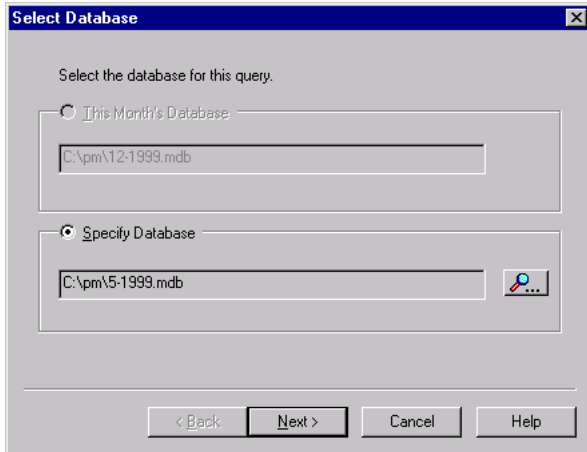 Select Database
Select the database for this query.
This Month's Database
C:\pm\12-1999.mdb
Specify Database
C:\pm\5-1999.mdb
...
< Back
Next >
Cancel
Help